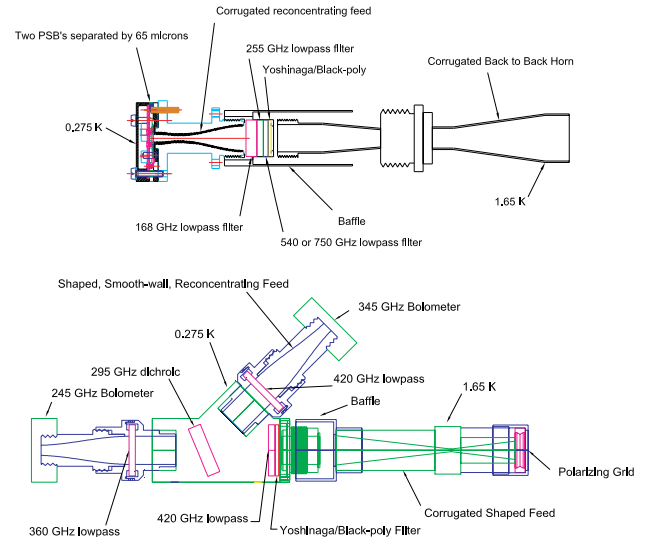 Corrugated reconcentrating feed
Two PSB's separated by 65 microns
255 GHz lowpass filter
Yoshinaga/Black-poly
Corrugated Back to Back Horn
0.275 K
1.65 K
Baffle
168 GHz lowpass filter
540 or 750 GHz lowpass filter
Shaped, Smooth-wall, Reconcentrating Feed
345 GHz Bolometer
0.275 K
295 GHz dichroic
420 GHz lowpass
245 GHz Bolometer
Baffle
1.65 K
Polarizing Grid
Corrugated Shaped Feed
420 GHz lowpass
360 GHz lowpass
Yoshinaga/Black-poly Filter